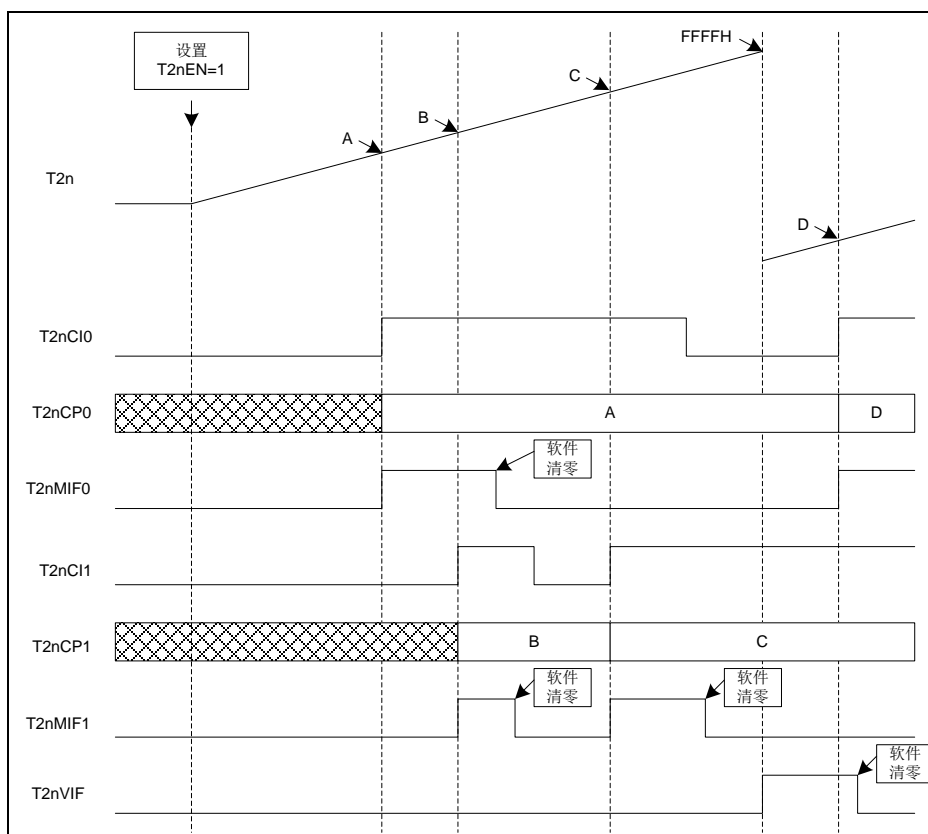 设置
T2nEN=1
FFFFH
C
B
A
T2n
D
T2nCI0
T2nCP0
A
D
软件
清零
T2nMIF0
T2nCI1
T2nCP1
B
C
软件
清零
软件
清零
T2nMIF1
软件
清零
T2nVIF